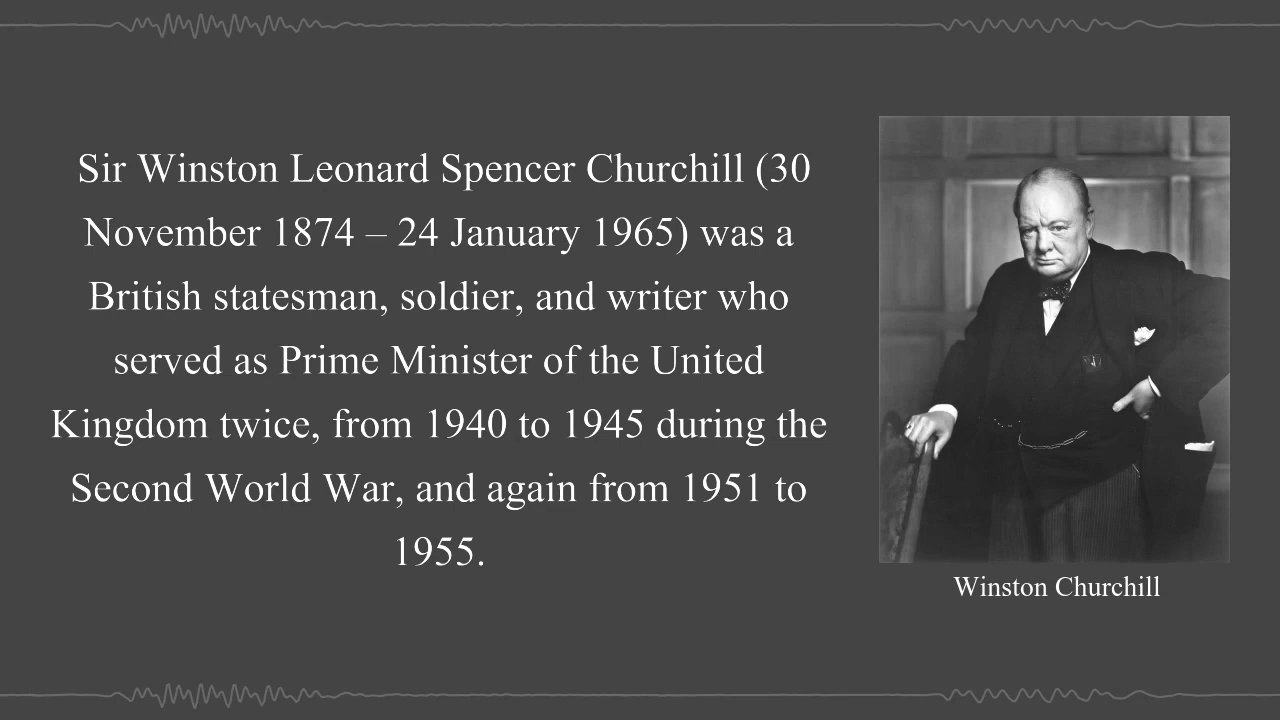 Sir Winston Leonard Spencer Churchill (30
November 1874 – 24 January 1965) was a
British statesman, soldier, and writer who
served as Prime Minister of the United
Kingdom twice, from 1940 to 1945 during the
Second World War, and again from 1951 to
1955.
Winston Churchill